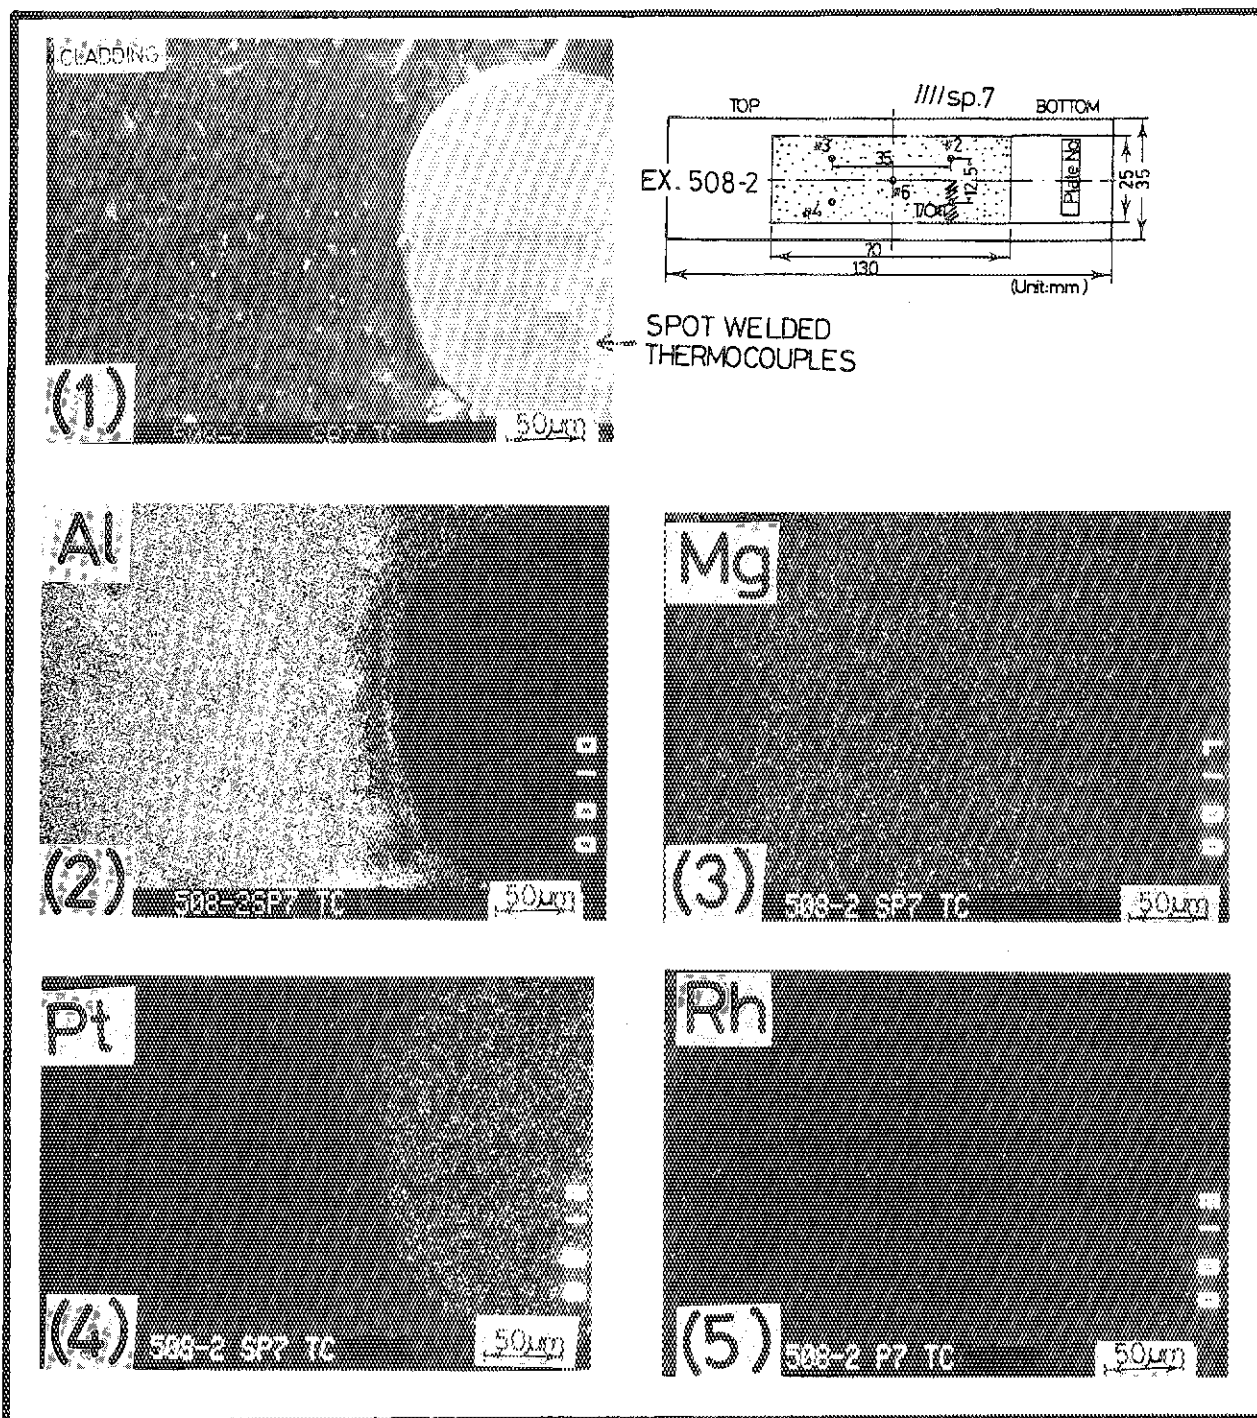 CLADDING
(1)
50μm
////sp.7
TOP
BOTTOM
EX. 508-2
#3
#2
35
12.5
#6
#4
Plate No
25
35
70
130
(Unit:mm)
SPOT WELDED
THERMOCOUPLES
Al
(2)
508-2SP7 TC
50μm
Mg
(3)
508-2 SP7 TC
50μm
Pt
(4)
508-2 SP7 TC
50μm
Rh
(5)
508-2 P7 TC
50μm